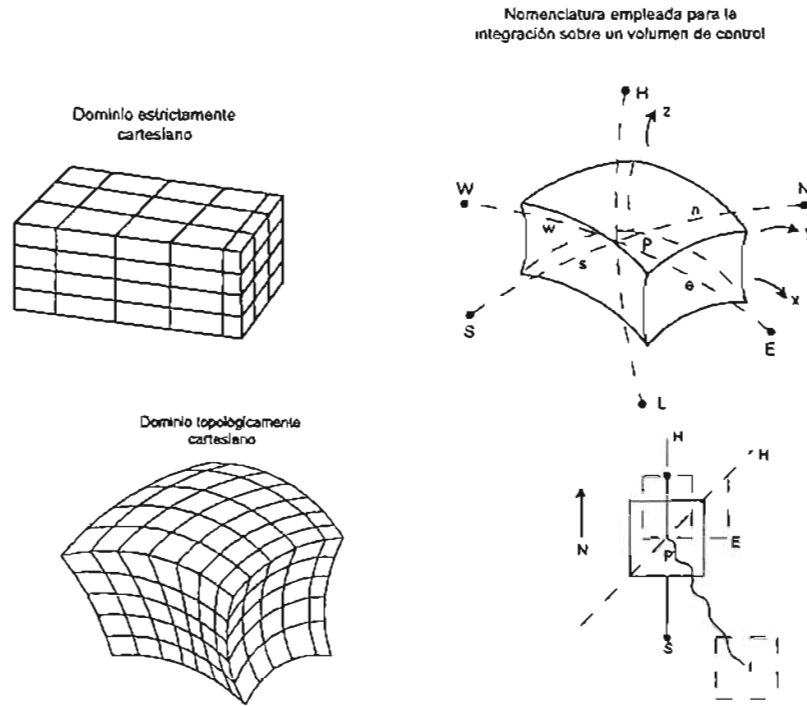 Nomenclatura empleada para la
integración sobre un volumen de control
Dominio estrictamente
cartesiano
H
z
W
N
n
w
P
y
s
e
x
S
E
L
Dominio topológicamente
cartesiano
H
H
N
E
P
S